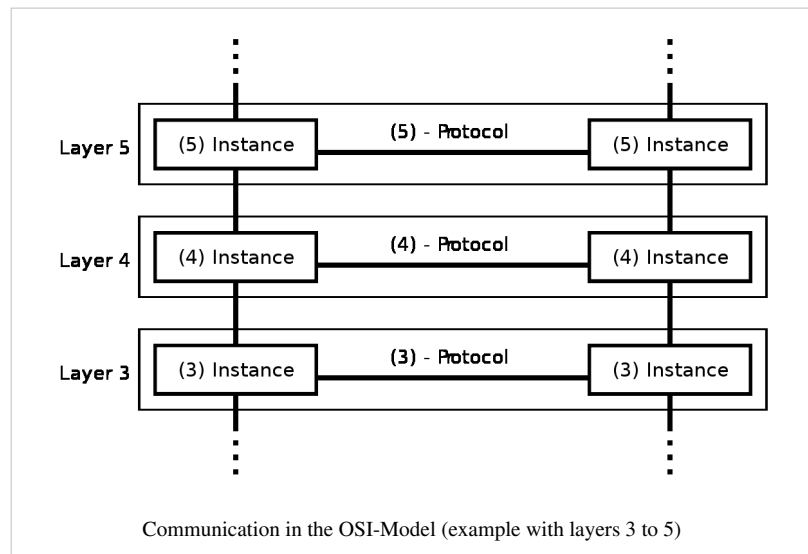 Layer 5
(5) Instance
(5) - Protocol
(5) Instance
Layer 4
(4) Instance
(4) - Protocol
(4) Instance
Layer 3
(3) Instance
(3) - Protocol
(3) Instance
Communication in the OSI-Model (example with layers 3 to 5)